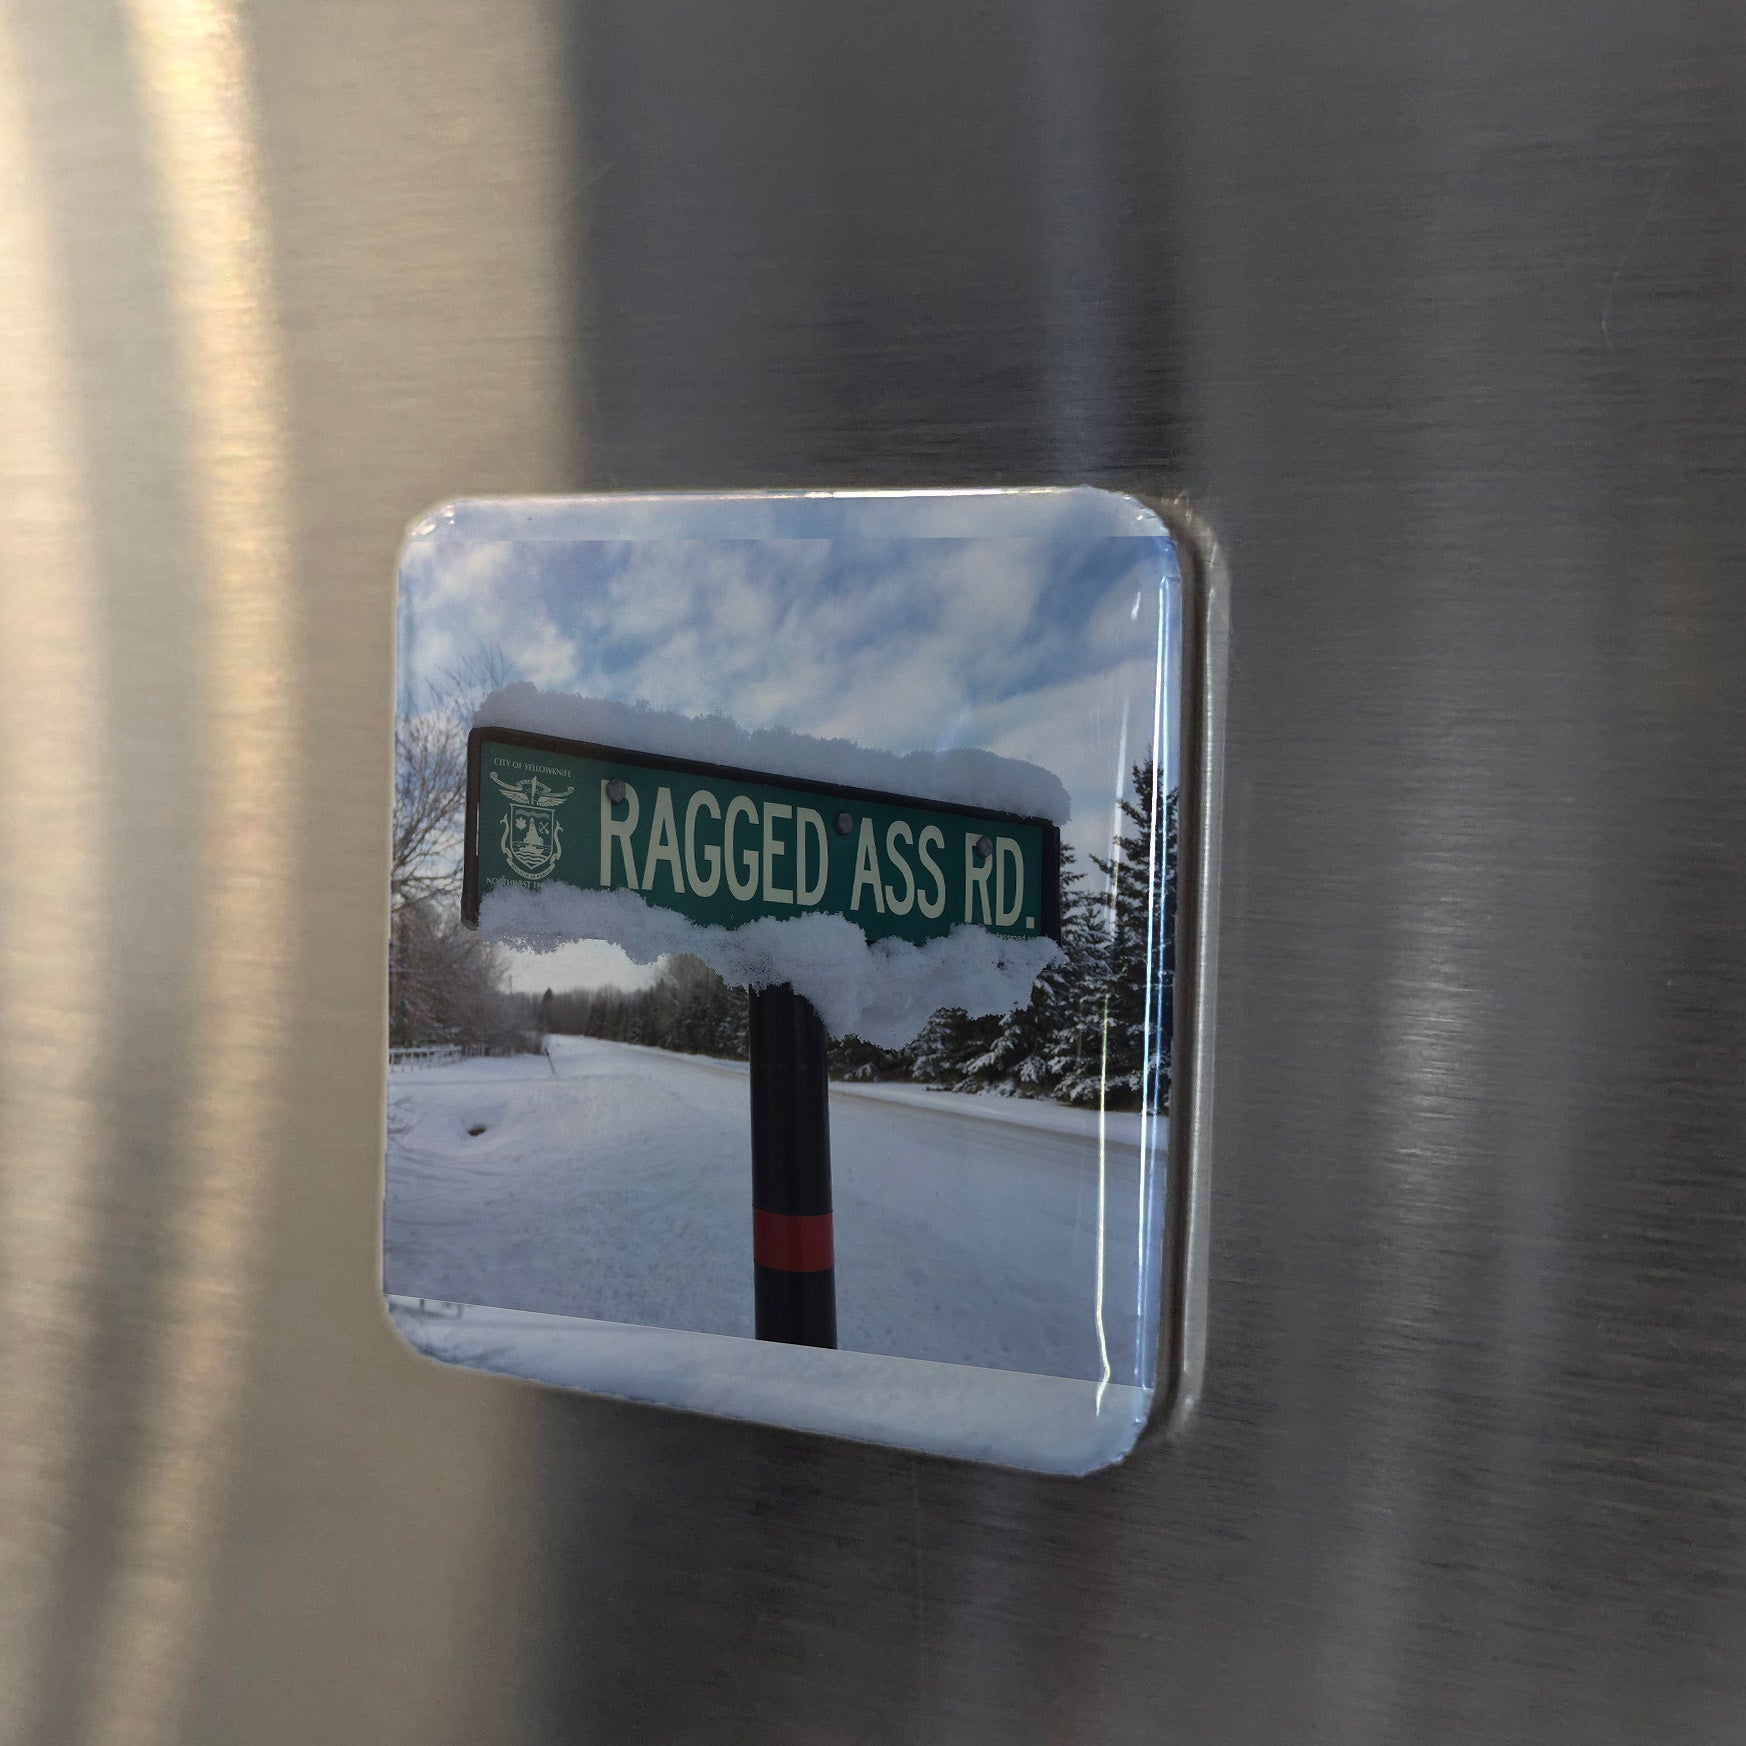 CITY OF YELLOWKNIFE
RAGGED ASS RD.